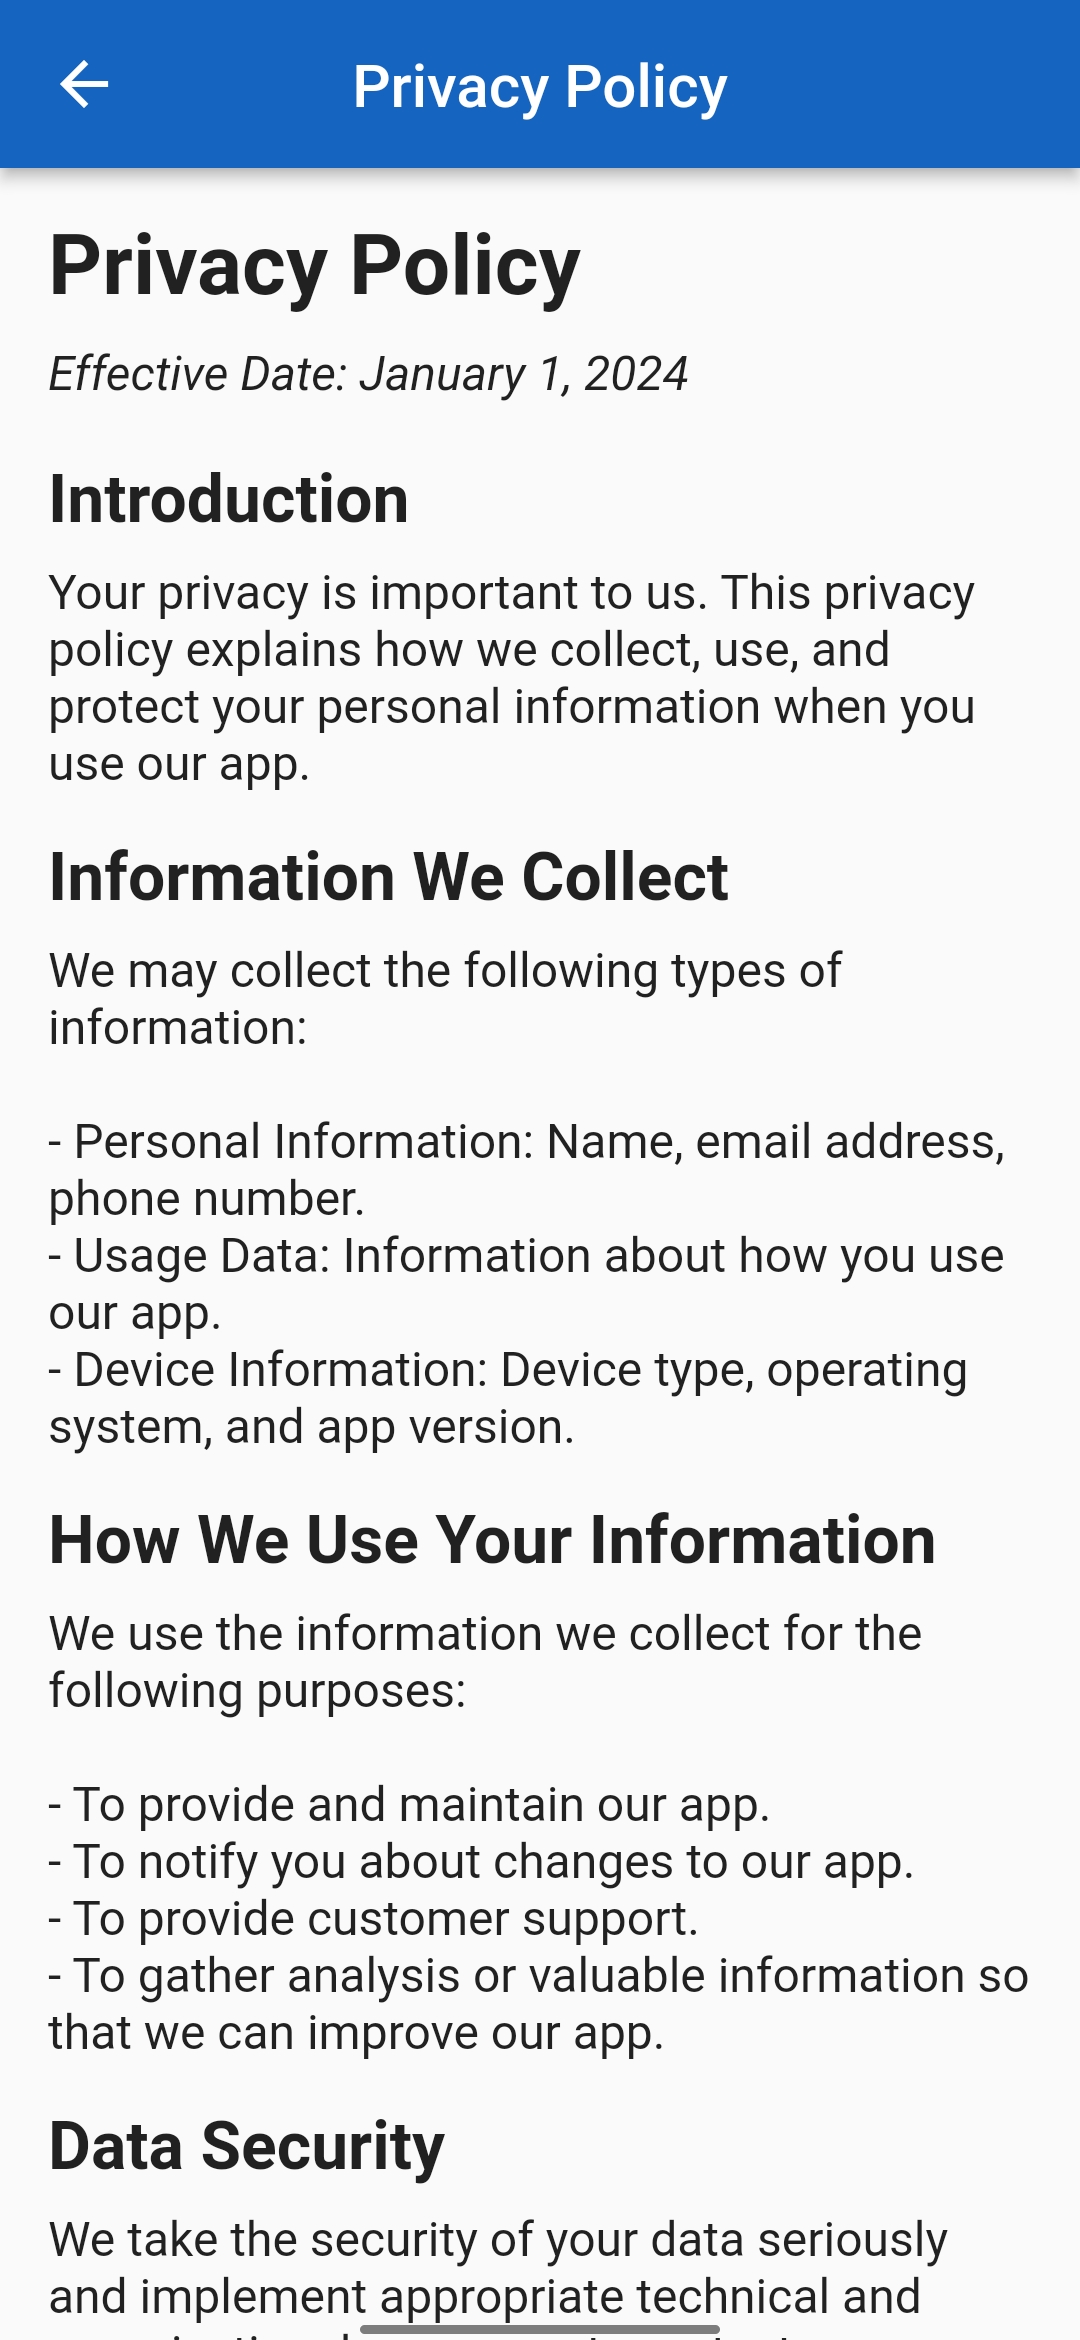 Privacy Policy
Privacy Policy
Effective Date: January 1, 2024
Introduction
Your privacy is important to us. This privacy
policy explains how we collect, use, and
protect your personal information when you
use our app.
Information We Collect
We may collect the following types of
information:
- Personal Information: Name, email address,
phone number.
- Usage Data: Information about how you use
our app.
- Device Information: Device type, operating
system, and app version.
How We Use Your Information
We use the information we collect for the
following purposes:
- To provide and maintain our app.
- To notify you about changes to our app.
- To provide customer support.
- To gather analysis or valuable information so
that we can improve our app.
Data Security
We take the security of your data seriously
and implement appropriate technical and